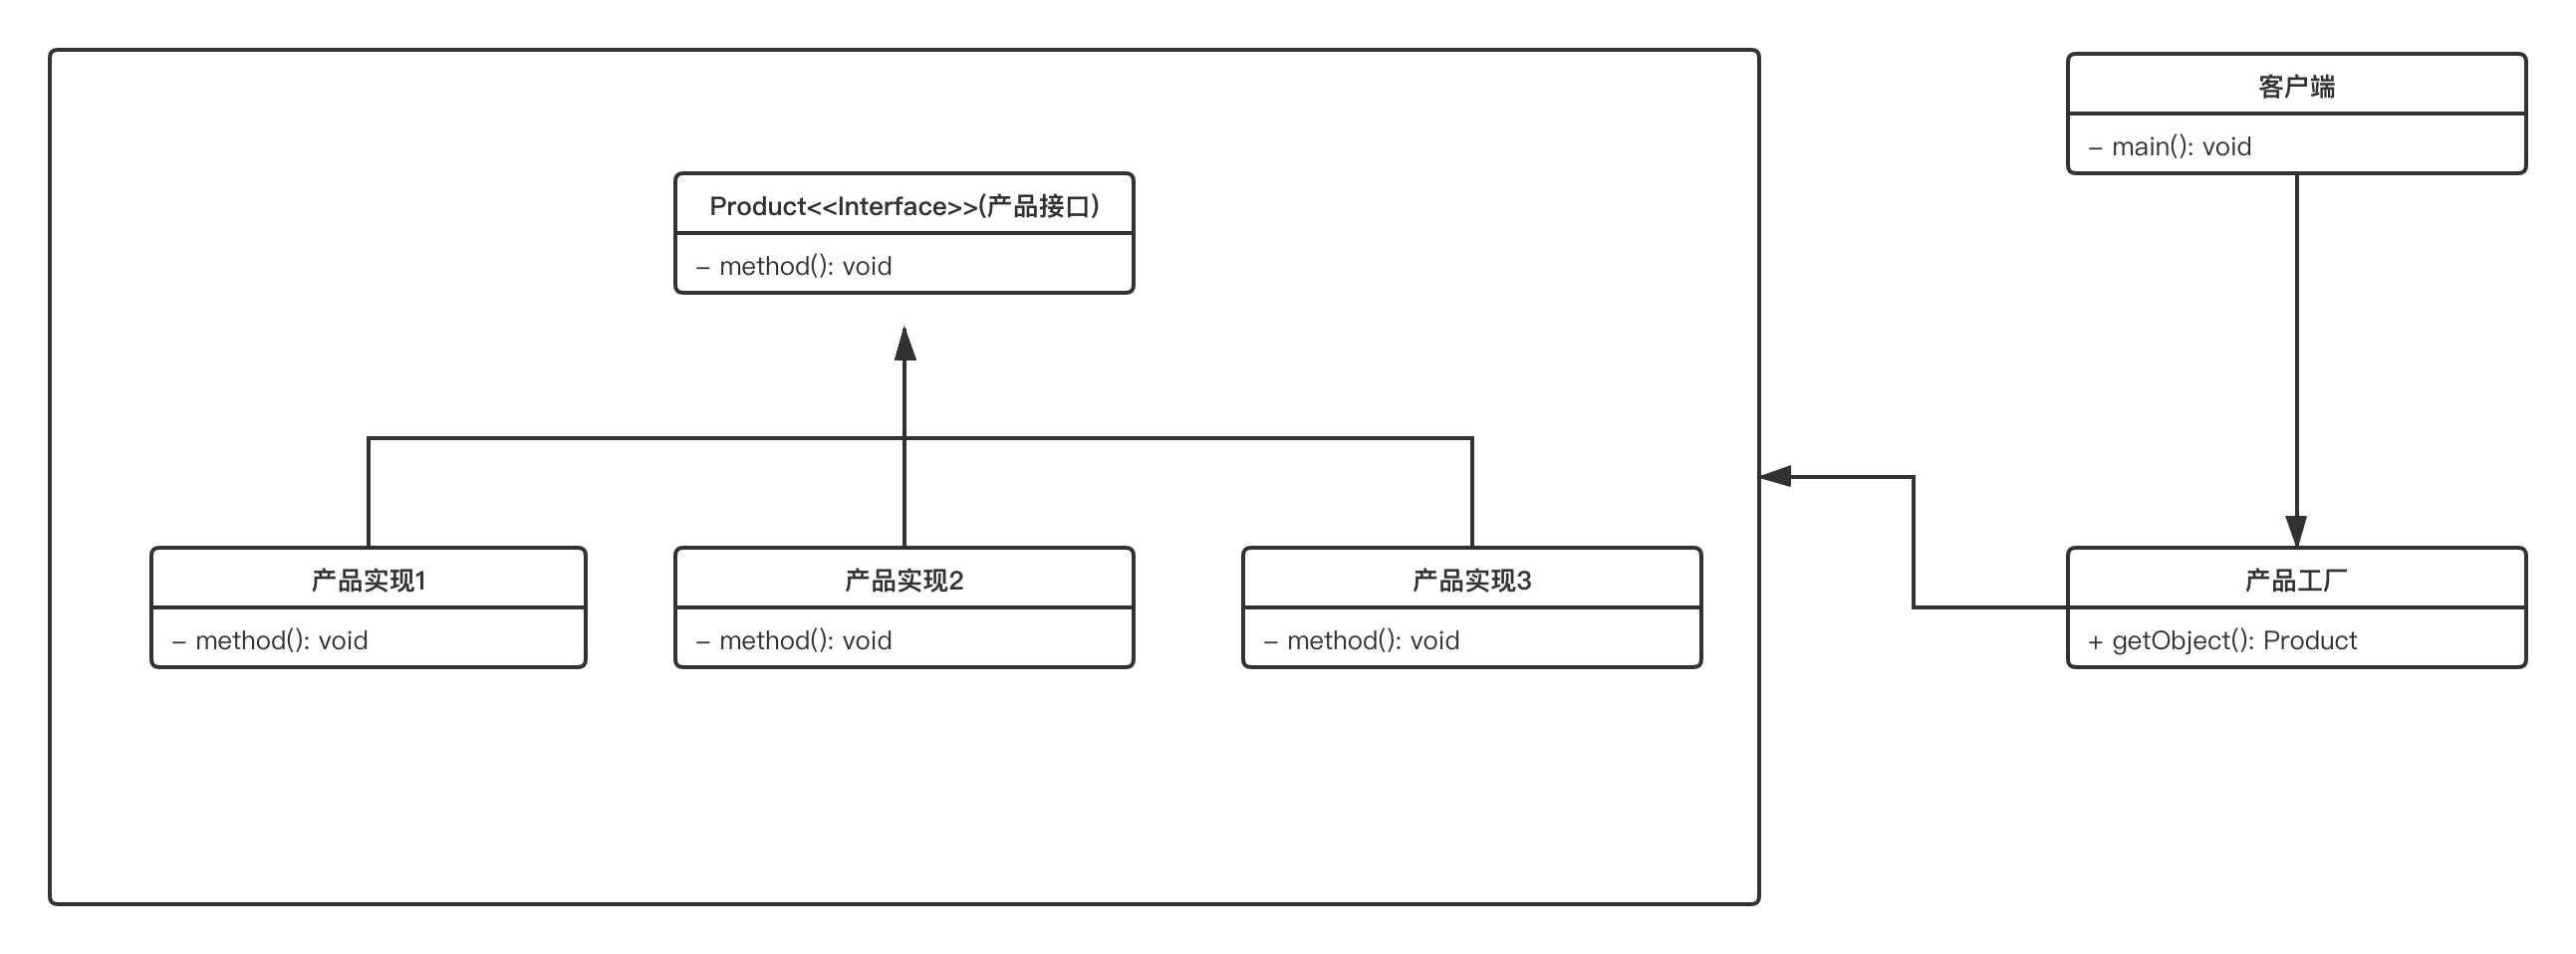 客户端
– main(): void
Product<<Interface>>(产品接口)
– method(): void
产品实现1
– method(): void
产品实现2
– method(): void
产品实现3
– method(): void
产品工厂
+ getObject(): Product